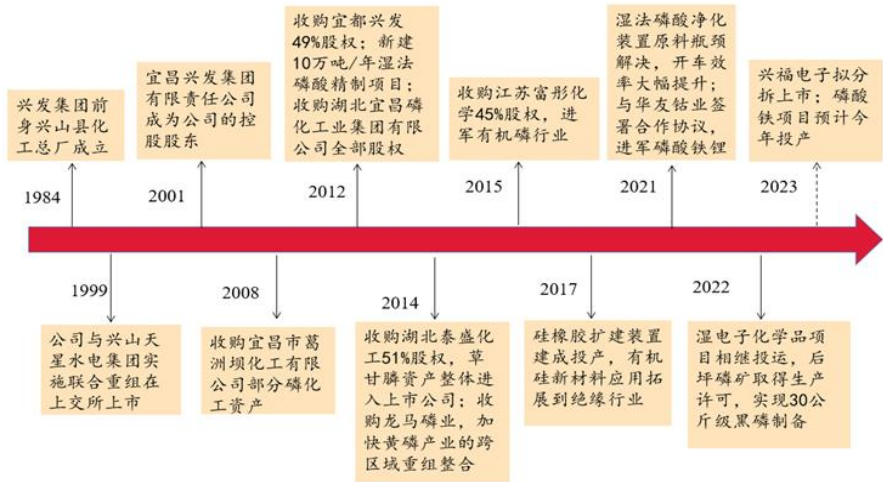 兴发集团前
身兴山县化
工总厂成立
1984
公司与兴山天
星水电集团实
施联合重组在
上交所上市
1999
宜昌兴发集团
有限责任公司
成为公司的控
股股东
2001
收购宜昌市葛
洲坝化工有限
公司部分磷化
工资产
2008
收购宜都兴发
49%股权；新建
10万吨/年湿法
磷酸精制项目；
收购湖北宜昌磷
化工业集团有限
公司全部股权
2012
收购湖北泰盛化
工51%股权，草
甘膦资产整体进
入上市公司；收
购龙马磷业，加
快黄磷产业的跨
区域重组整合
2014
收购江苏富彤化
学45%股权，进
军有机磷行业
2015
硅橡胶扩建装置
建成投产，有机
硅新材料应用拓
展到绝缘行业
2017
湿法磷酸净化
装置原料瓶颈
解决，开车效
率大幅提升；
与华友钴业签
署合作协议，
进军磷酸铁锂
2021
湿电子化学品项
目相继投运，后
坪磷矿取得生产
许可，实现30公
斤级黑磷制备
2022
兴福电子拟分
拆上市；磷酸
铁项目预计今
年投产
2023